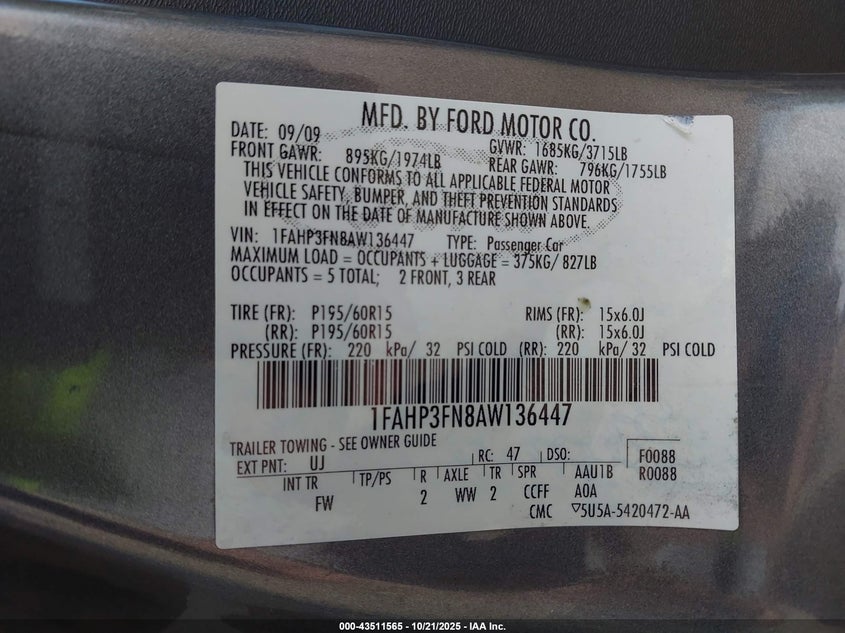 MFD. BY FORD MOTOR CO.
DATE: 09/09 GVWR: 1685KG/3715LB
FRONT GAWR: 895KG/1974LB REAR GAWR: 796KG/1755LB
THIS VEHICLE CONFORMS TO ALL APPLICABLE FEDERAL MOTOR
VEHICLE SAFETY, BUMPER, AND THEFT PREVENTION STANDARDS
IN EFFECT ON THE DATE OF MANUFACTURE SHOWN ABOVE.
VIN: 1FAHP3FN8AW136447 TYPE: Passenger Car
MAXIMUM LOAD = OCCUPANTS + LUGGAGE = 375KG/ 827LB
OCCUPANTS = 5 TOTAL; 2 FRONT, 3 REAR
TIRE (FR): P195/60R15 RIMS (FR): 15x6.0J
(RR): P195/60R15 (RR): 15x6.0J
PRESSURE (FR): 220 kPa/ 32 PSI COLD (RR): 220 kPa/ 32 PSI COLD
1FAHP3FN8AW136447
TRAILER TOWING - SEE OWNER GUIDE
EXT PNT: UJ RC: 47 DSO: F0088
INT TR TP/PS R AXLE TR SPR AAU1B R0088
FW 2 WW 2 CCFF AOA
CMC ▽5U5A-5420472-AA
000-43511565 - 10/21/2025 - IAA Inc.